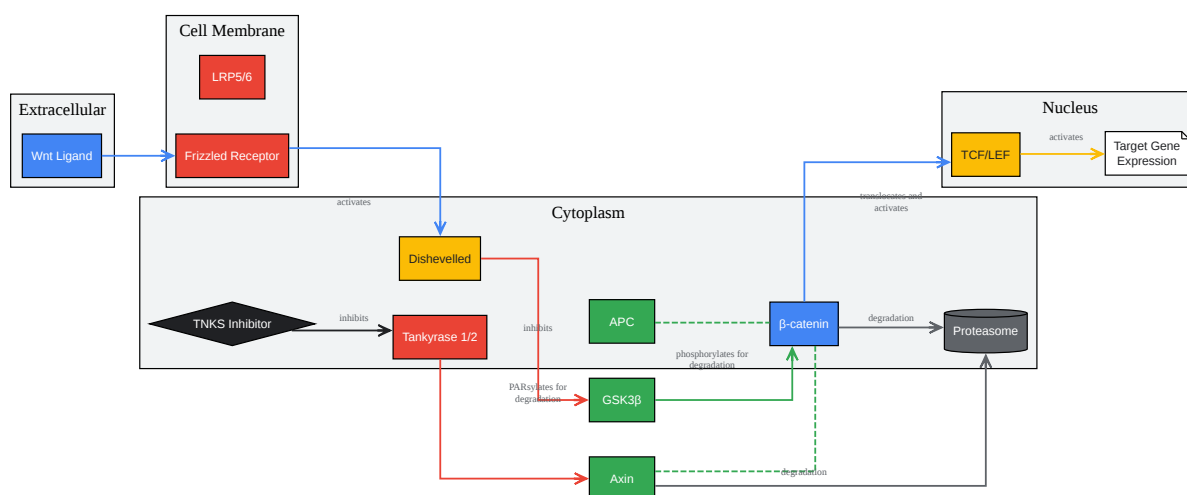 Cell Membrane
LRP5/6
Extracellular
Wnt Ligand
Frizzled Receptor
Nucleus
TCF/LEF
activates
Target Gene
Expression
translocates and
activates
activates
Cytoplasm
Dishevelled
TNKS Inhibitor
inhibits
Tankyrase 1/2
inhibits
APC
β-catenin
degradation
Proteasome
phosphorylates for
degradation
PARsylates for
degradation
GSK3β
Axin
degradation